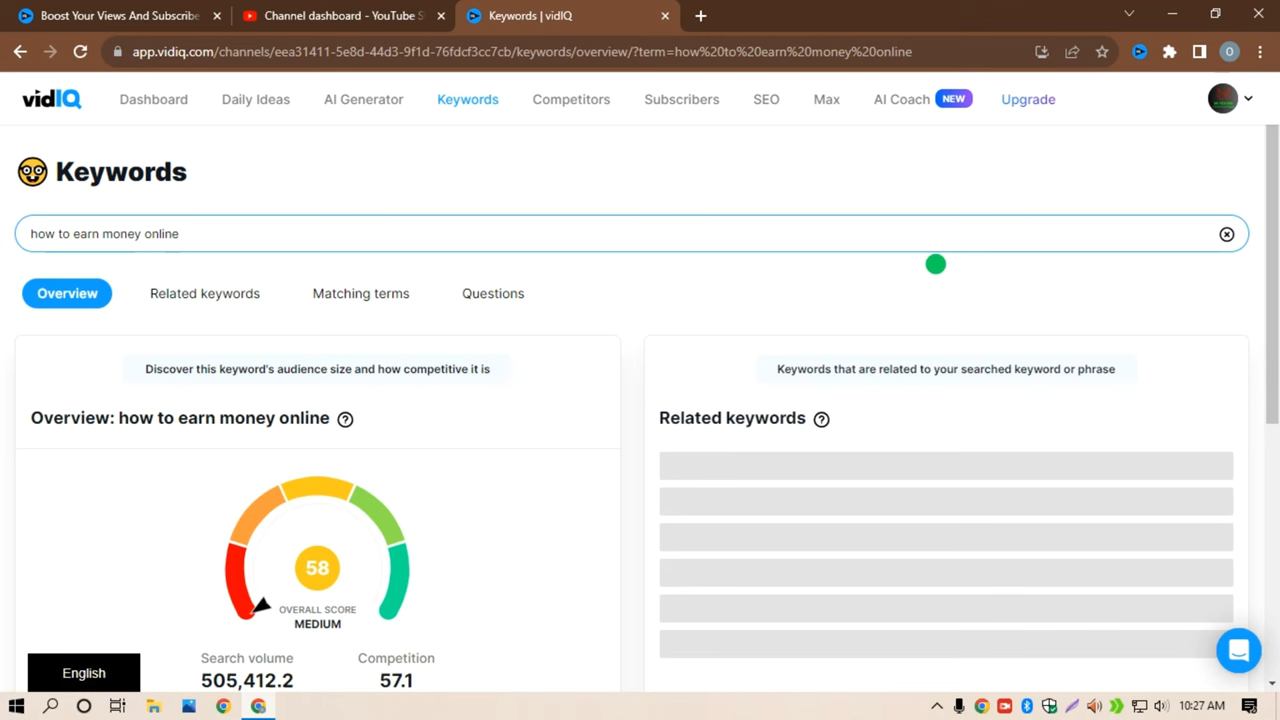 Boost Your Views And Subscribe
Channel dashboard - YouTube S
Keywords | vidIQ
app.vidiq.com/channels/eea31411-5e8d-44d3-9f1d-76fdcf3cc7cb/keywords/overview/?term=how%20to%20earn%20money%20online
O
vidIQ
Dashboard
Daily Ideas
AI Generator
Keywords
Competitors
Subscribers
SEO
Max
AI Coach NEW
Upgrade
Keywords
how to earn money online
Overview
Related keywords
Matching terms
Questions
Discover this keyword's audience size and how competitive it is
Overview: how to earn money online ?
58
OVERALL SCORE
MEDIUM
Search volume
505,412.2
Competition
57.1
Keywords that are related to your searched keyword or phrase
Related keywords ?
English
10:27 AM